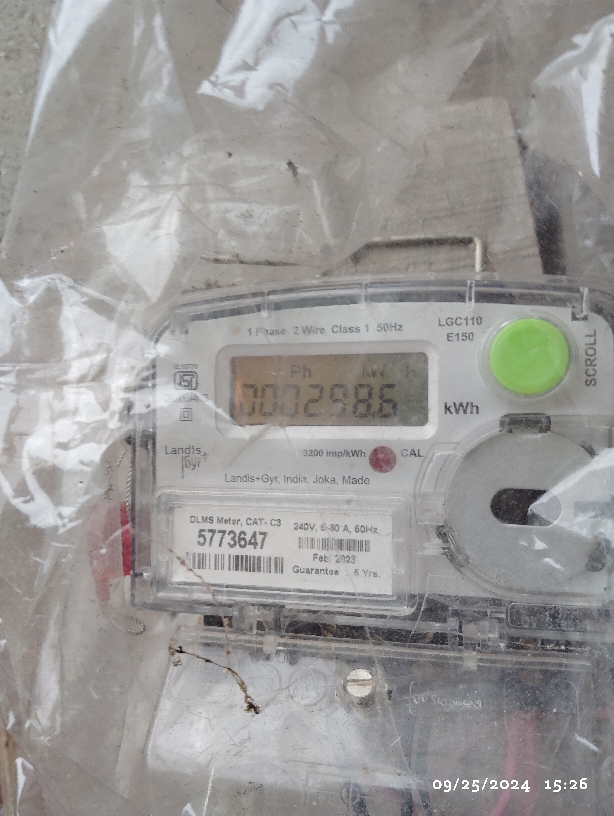 1 Phase 2 Wire Class 1 50Hz
LGC110
E150
SCROLL
Ph kW h
000298.6
kWh
Landis
Gyr+
3200 imp/kWh CAL
Landis+Gyr, India, Joka, Made
DLMS Meter, CAT- C3
240V, 5-30 A, 50Hz,
5773647
Feb. 2023
Guarantee : 5 Yrs.
09/25/2024 15:26